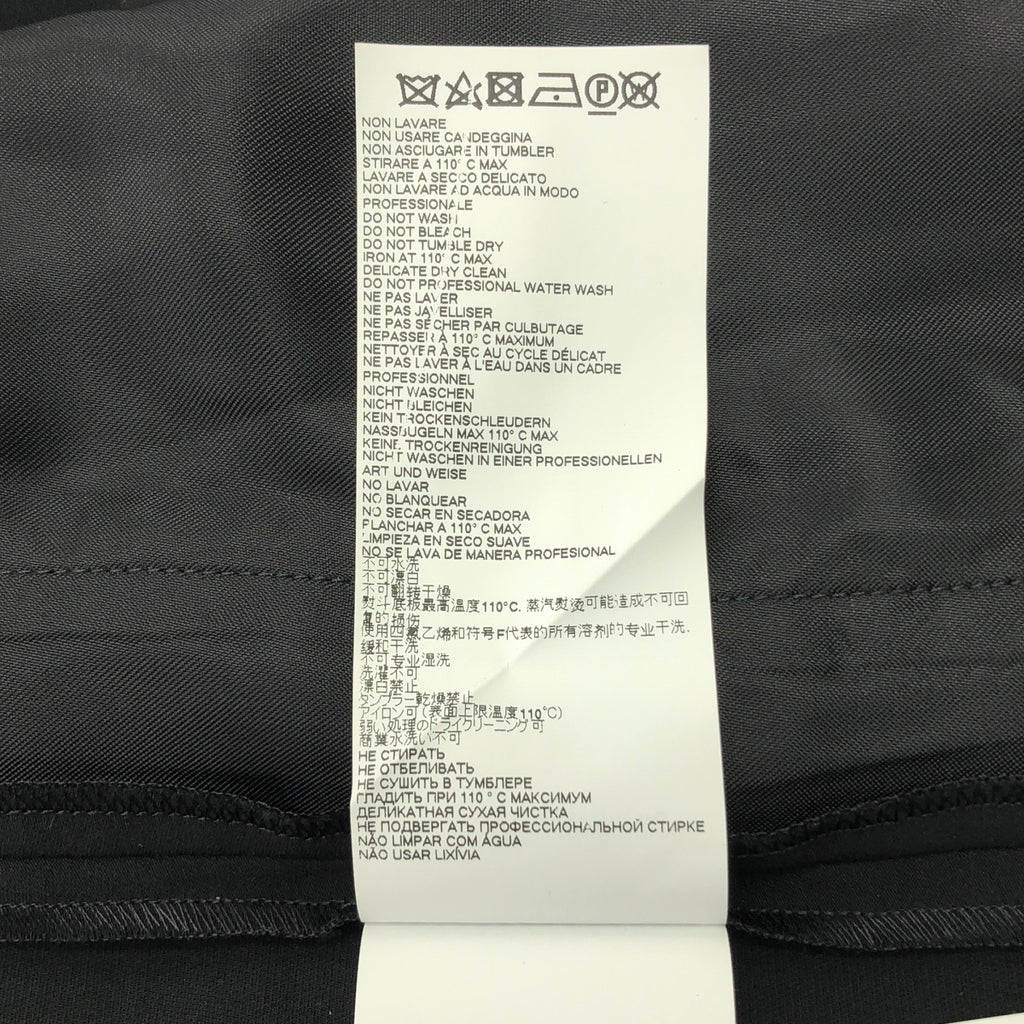 P W
NON LAVARE
NON USARE CANDEGGINA
NON ASCIUGARE IN TUMBLER
STIRARE A 110° C MAX
LAVARE A SECCO DELICATO
NON LAVARE AD ACQUA IN MODO
PROFESSIONALE
DO NOT WASH
DO NOT BLEACH
DO NOT TUMBLE DRY
IRON AT 110° C MAX
DELICATE DRY CLEAN
DO NOT PROFESSIONAL WATER WASH
NE PAS LAVER
NE PAS JAVELLISER
NE PAS SÉCHER PAR CULBUTAGE
REPASSER À 110° C MAXIMUM
NETTOYER À SEC AU CYCLE DÉLICAT
NE PAS LAVER À L'EAU DANS UN CADRE
PROFESSIONNEL
NICHT WASCHEN
NICHT BLEICHEN
KEIN TROCKENSCHLEUDERN
NASSBUGELN MAX 110° C MAX
KEINE TROCKENREINIGUNG
NICHT WASCHEN IN EINER PROFESSIONELLEN
ART UND WEISE
NO LAVAR
NO BLANQUEAR
NO SECAR EN SECADORA
PLANCHAR A 110° C MAX
LIMPIEZA EN SECO SUAVE
NO SE LAVA DE MANERA PROFESIONAL
不可水洗
不可漂白
不可翻转干燥
熨斗底板最高温度110°C. 蒸汽熨烫可能造成不可回
复的损伤
使用四氯乙烯和符号F代表的所有溶剂的专业干洗.
缓和干洗
不可专业湿洗
洗濯不可
漂白禁止
タンブラー乾燥禁止
アイロン可(表面上限温度110℃)
弱い処理のドライクリーニング可
商業水洗い不可
НЕ СТИРАТЬ
НЕ ОТБЕЛИВАТЬ
НЕ СУШИТЬ В ТУМБЛЕРЕ
ГЛАДИТЬ ПРИ 110 ° С МАКСИМУМ
ДЕЛИКАТНАЯ СУХАЯ ЧИСТКА
НЕ ПОДВЕРГАТЬ ПРОФЕССИОНАЛЬНОЙ СТИРКЕ
NÃO LIMPAR COM ÁGUA
NÃO USAR LIXÍVIA